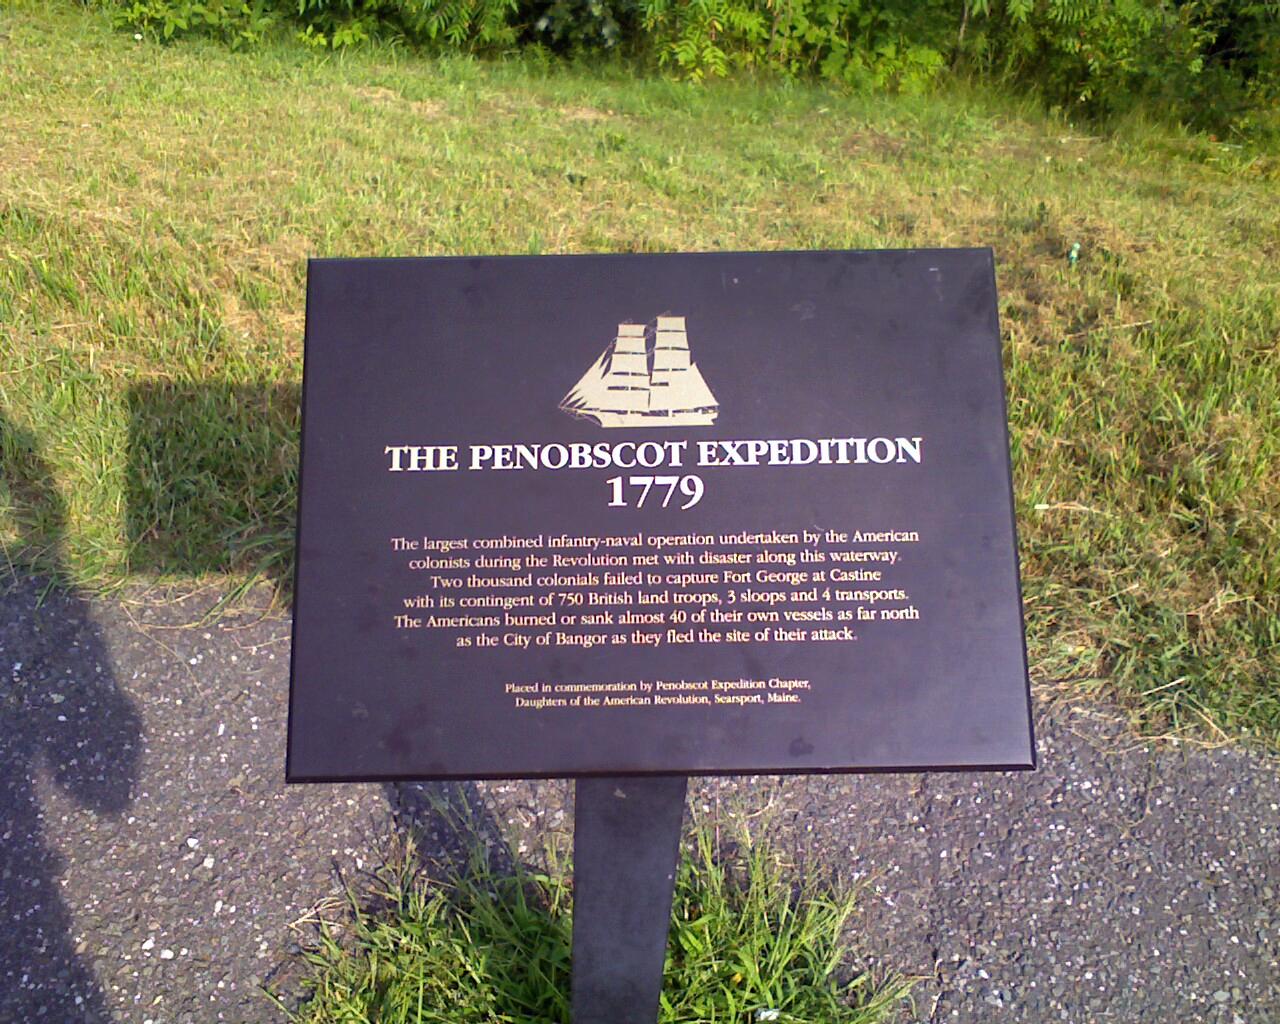 THE PENOBSCOT EXPEDITION
1779
The largest combined infantry-naval operation undertaken by the American
colonists during the Revolution met with disaster along this waterway.
Two thousand colonials failed to capture Fort George at Castine
with its contingent of 750 British land troops, 3 sloops and 4 transports.
The Americans burned or sank almost 40 of their own vessels as far north
as the City of Bangor as they fled the site of their attack.
Placed in commemoration by Penobscot Expedition Chapter,
Daughters of the American Revolution, Searsport, Maine.